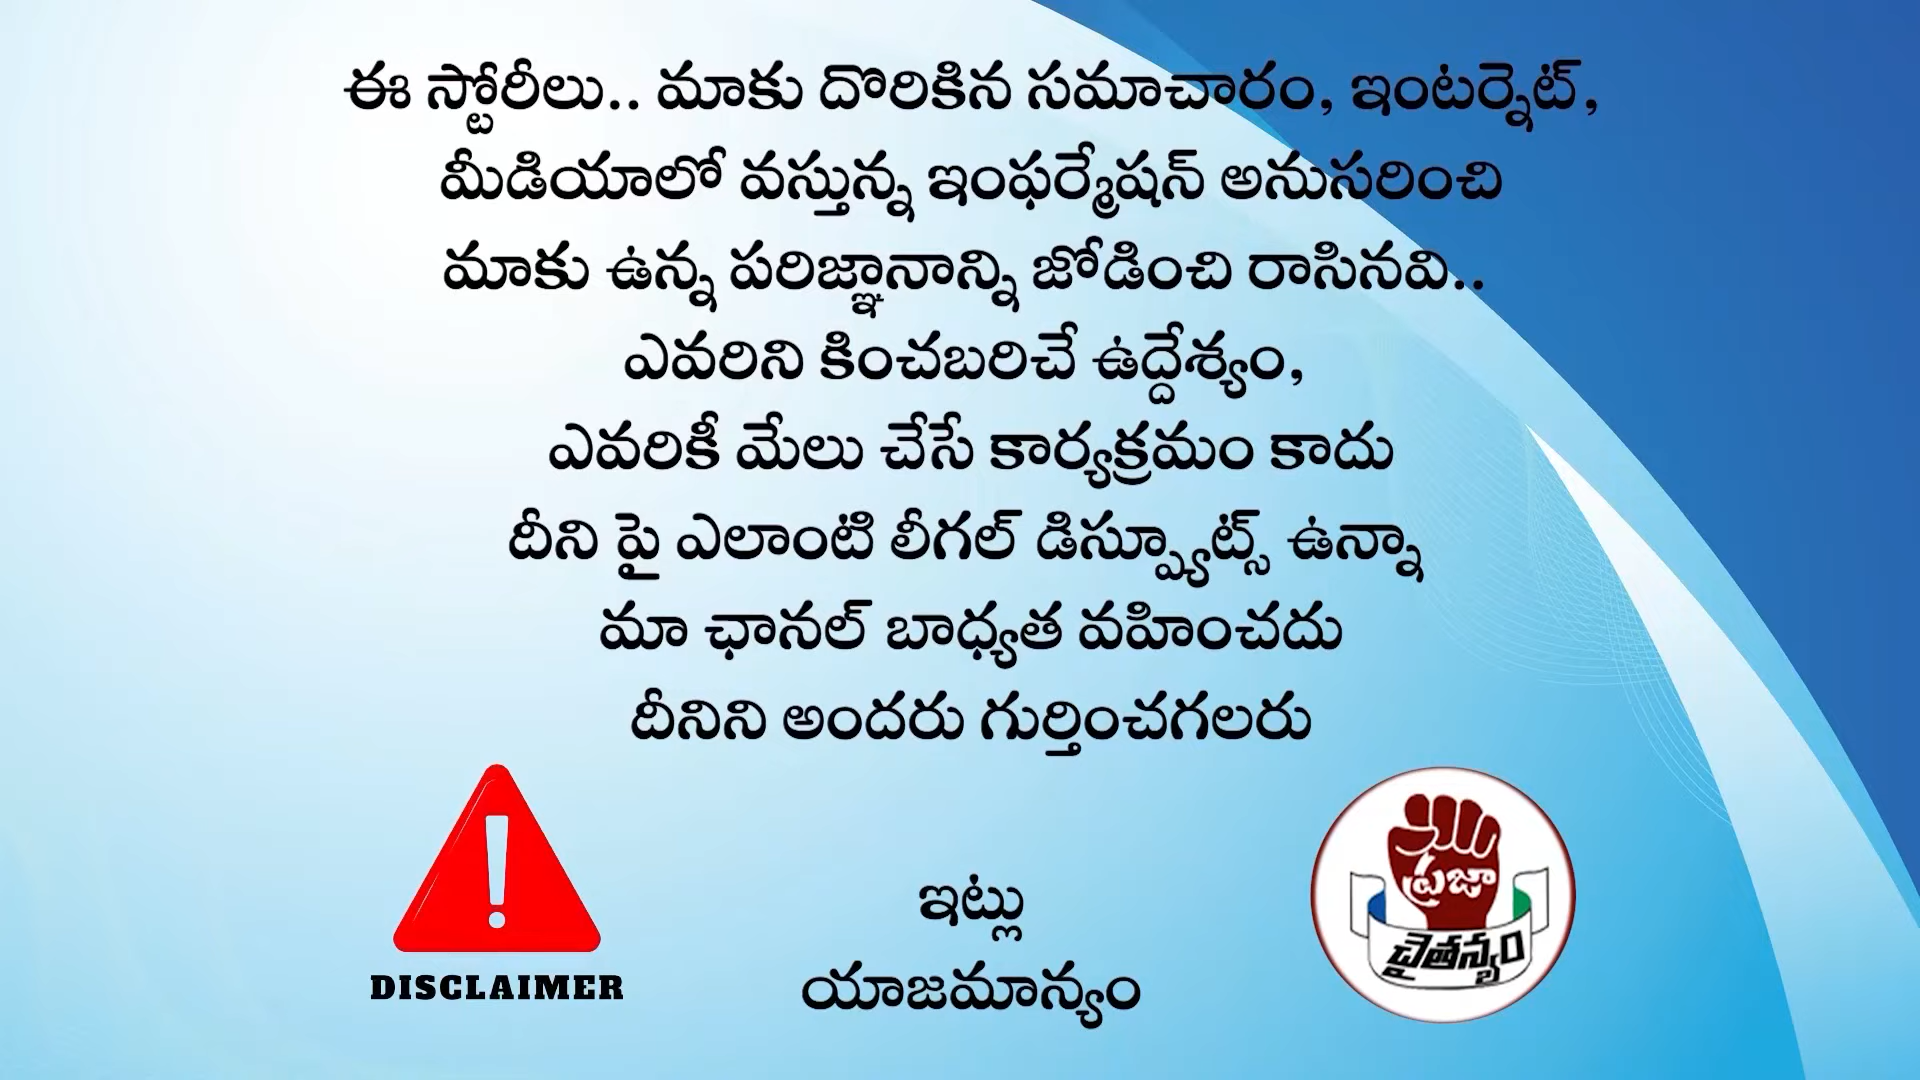 ఈ స్టోరీలు.. మాకు దొరికిన సమాచారం, ఇంటర్నెట్,
మీడియాలో వస్తున్న ఇంఫర్మేషన్ అనుసరించి
మాకు ఉన్న పరిజ్ఞానాన్ని జోడించి రాసినవి..
ఎవరిని కించబరిచే ఉద్దేశ్యం,
ఎవరికీ మేలు చేసే కార్యక్రమం కాదు
దీని పై ఎలాంటి లీగల్ డిస్ప్యూట్స్ ఉన్నా
మా ఛానల్ బాధ్యత వహించదు
దీనిని అందరు గుర్తించగలరు
ఇట్లు
యాజమాన్యం
DISCLAIMER
ప్రజా
చైతన్యం